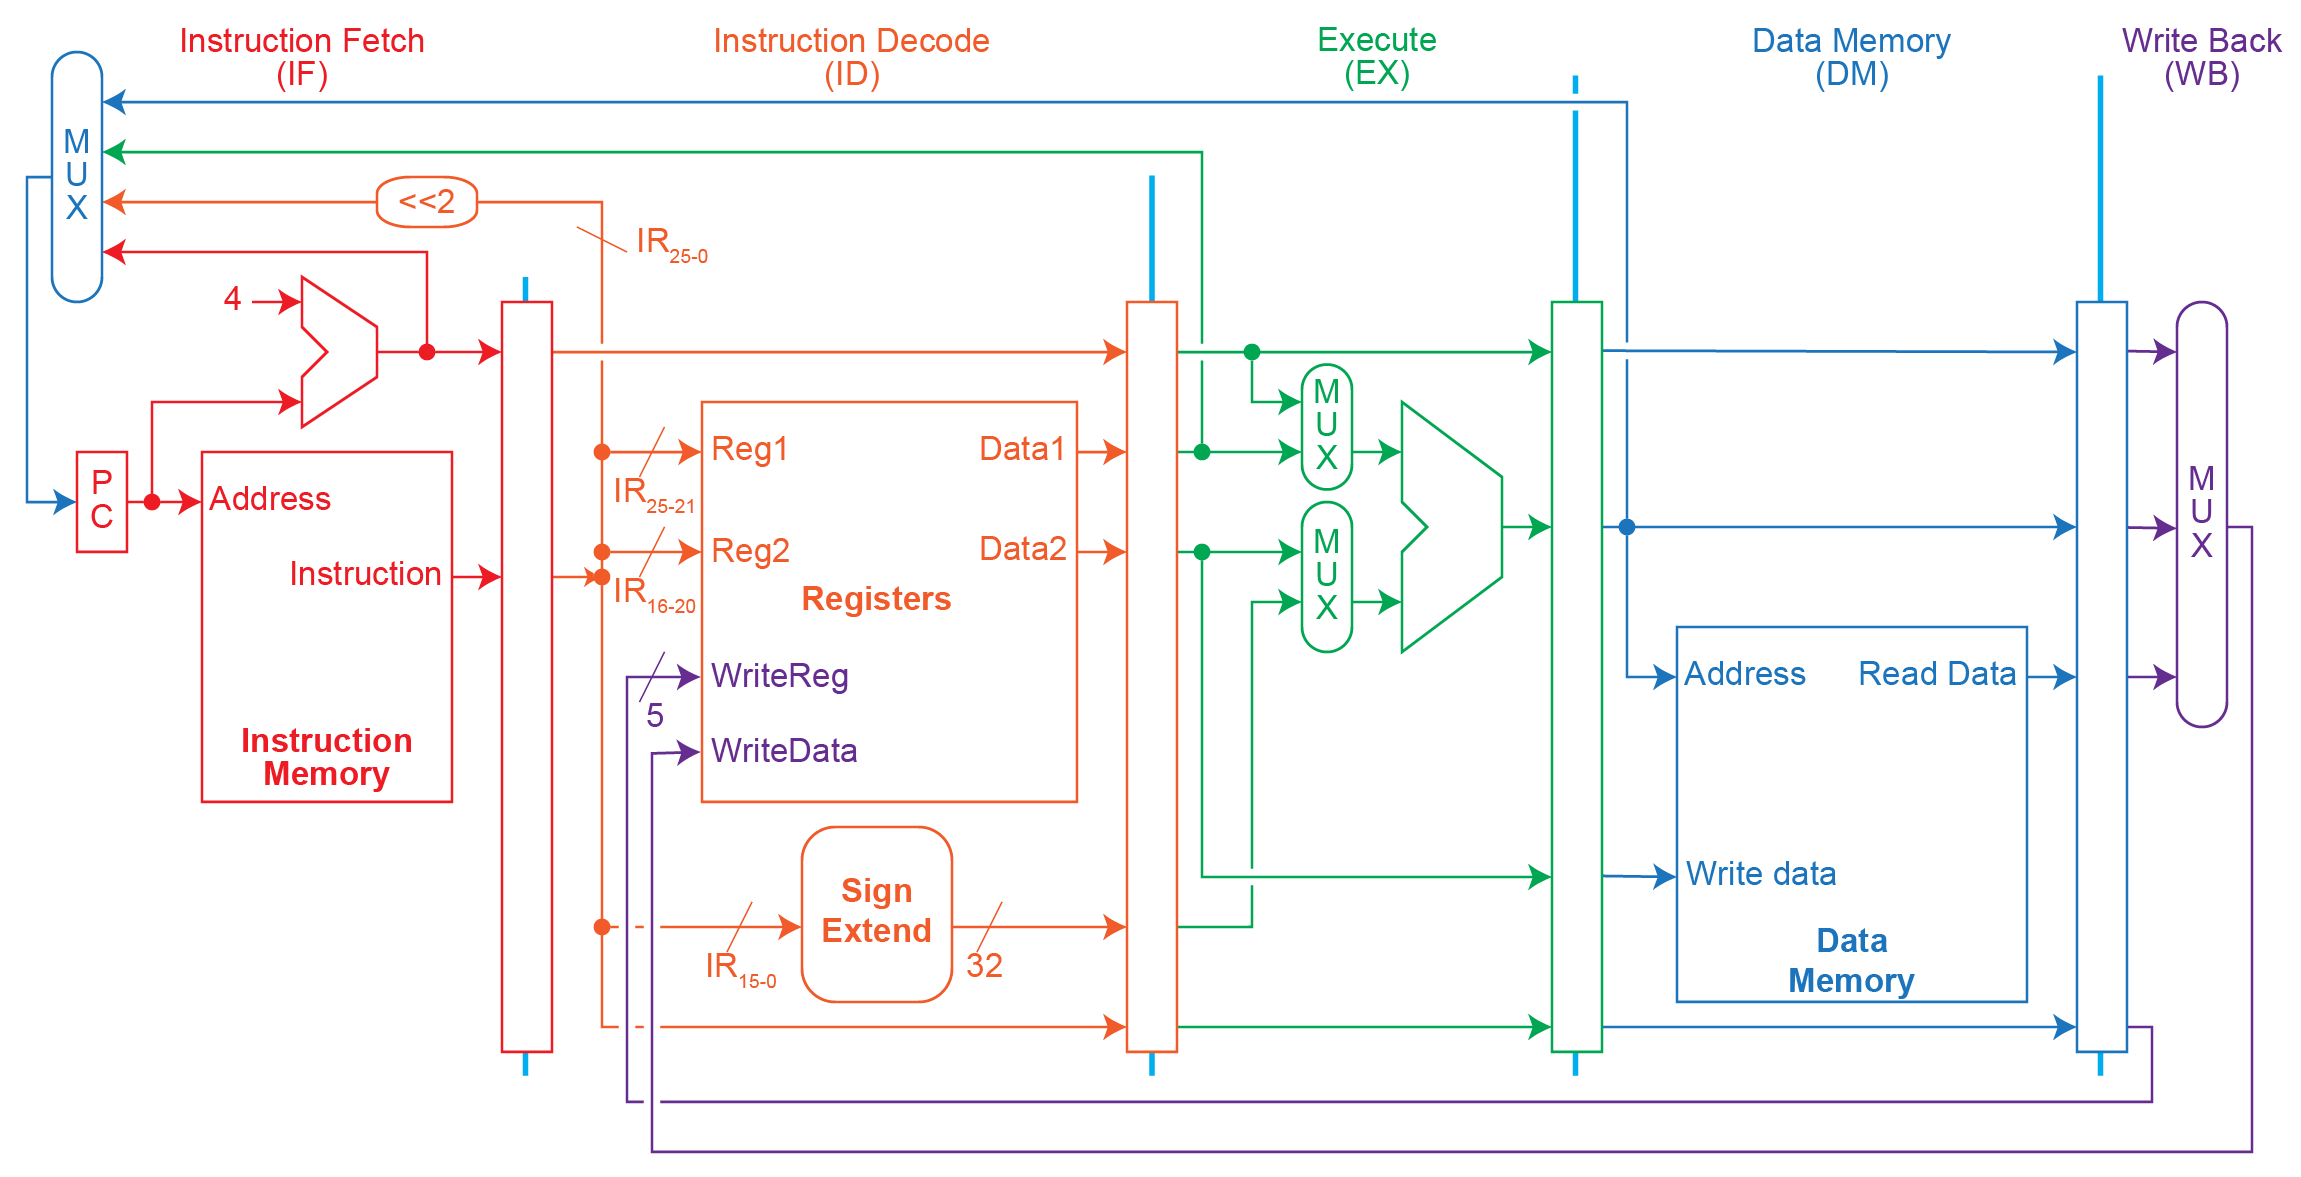 Instruction Fetch
(IF)
Instruction Decode
(ID)
Execute
(EX)
Data Memory
(DM)
Write Back
(WB)
M
U
X
<<2
IR25-0
4
P
C
Address
Instruction
Instruction
Memory
Reg1
IR25-21
Reg2
IR16-20
Data1
Data2
Registers
WriteReg
5
WriteData
Sign
Extend
IR15-0
32
M
U
X
M
U
X
Address
Read Data
Write data
Data
Memory
M
U
X